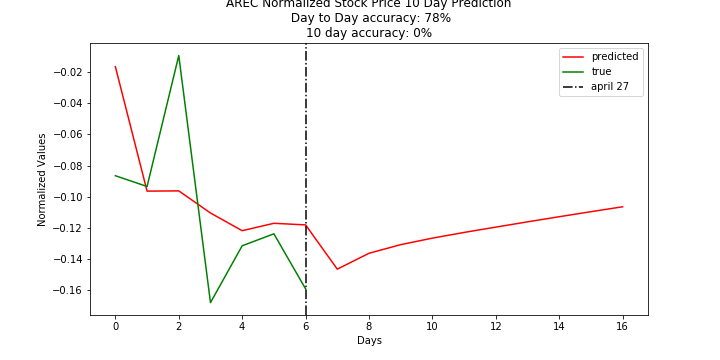 AREC Normalized Stock Price 10 Day Prediction
Day to Day accuracy: 78%
10 day accuracy: 0%
predicted
true
april 27
Normalized Values
−0.02
−0.04
−0.06
−0.08
−0.10
−0.12
−0.14
−0.16
0 2 4 6 8 10 12 14 16
Days